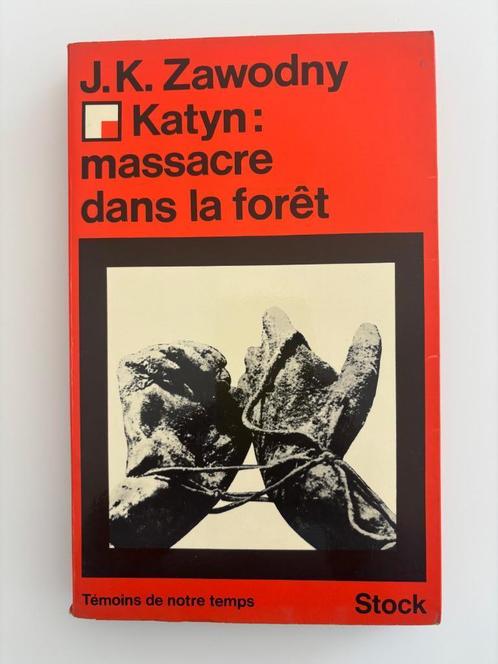 J.K. Zawodny
Katyn:
massacre
dans la forêt
Témoins de notre temps
Stock